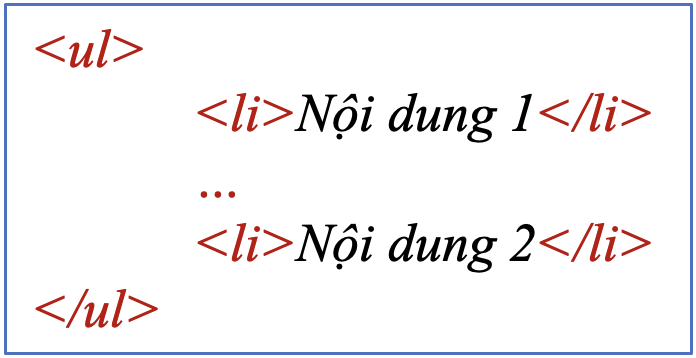 <ul>
<li>Nội dung 1</li>
...
<li>Nội dung 2</li>
</ul>